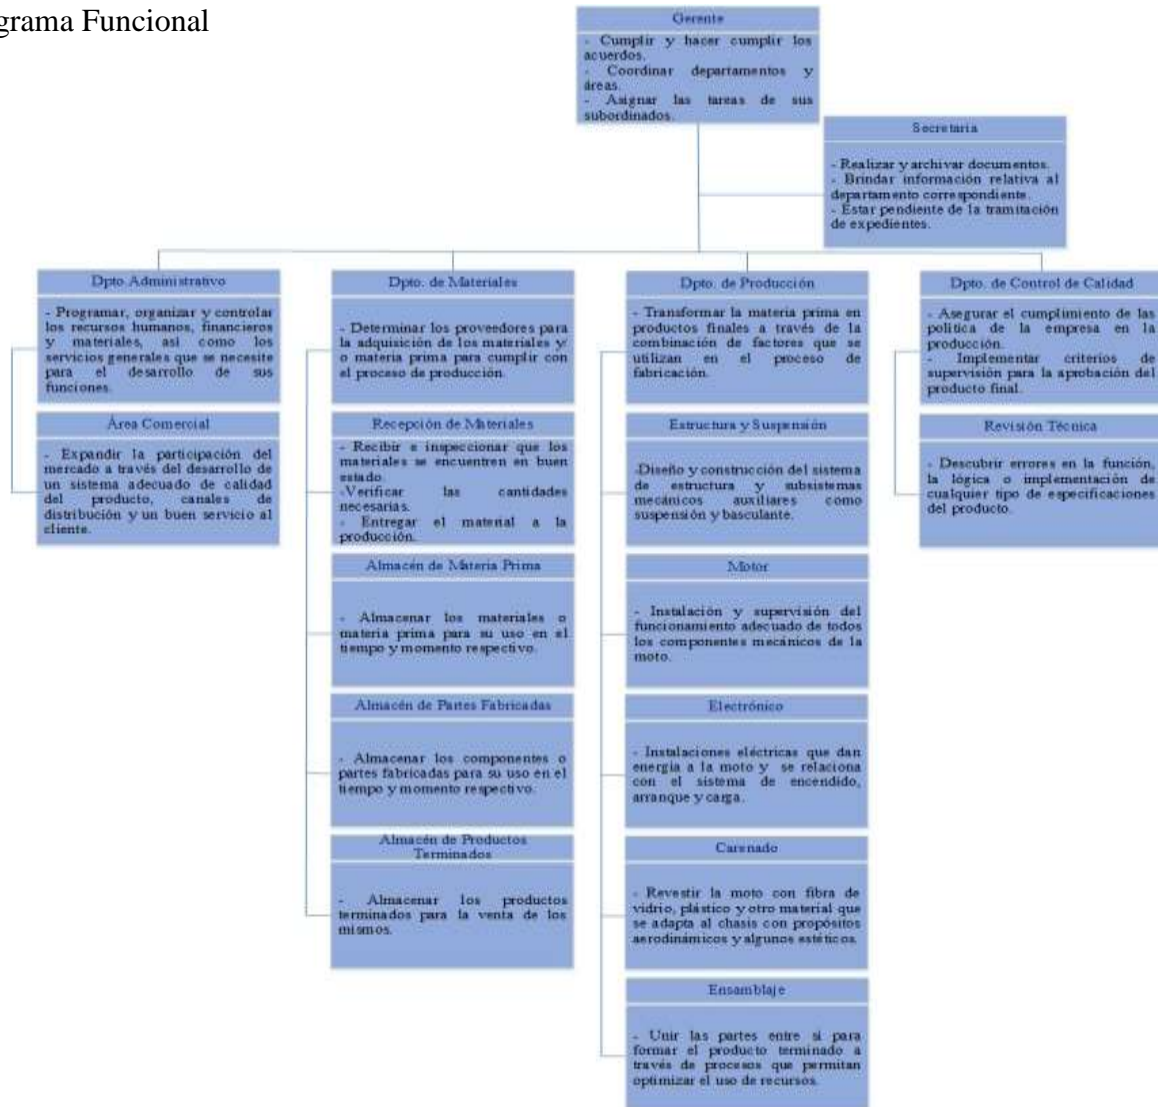 grama Funcional
Gerente
- Cumplir y hacer cumplir los
acuerdos.
- Coordinar departamentos y
áreas.
- Asignar las tareas de sus
subordinados.
Secretaria
- Realizar y archivar documentos.
- Brindar información relativa al
departamento correspondiente.
- Estar pendiente de la tramitación
de expedientes.
Dpto. Administrativo
- Programar, organizar y controlar
los recursos humanos, financieros
y materiales, así como los
servicios generales que se necesite
para el desarrollo de sus
funciones.
Área Comercial
- Expandir la participación del
mercado a través del desarrollo de
un sistema adecuado de calidad
del producto, canales de
distribución y un buen servicio al
cliente.
Dpto. de Materiales
- Determinar los proveedores para
la adquisición de los materiales y/
o materia prima para cumplir con
el proceso de producción.
Recepción de Materiales
- Recibir e inspeccionar que los
materiales se encuentren en buen
estado.
-Verificar las cantidades
necesarias.
- Entregar el material a la
producción.
Almacén de Materia Prima
- Almacenar los materiales o
materia prima para su uso en el
tiempo y momento respectivo.
Almacén de Partes Fabricadas
- Almacenar los componentes o
partes fabricadas para su uso en el
tiempo y momento respectivo.
Almacén de Productos
Terminados
- Almacenar los productos
terminados para la venta de los
mismos.
Dpto. de Producción
- Transformar la materia prima en
productos finales a través de la
combinación de factores que se
utilizan en el proceso de
fabricación.
Estructura y Suspensión
-Diseño y construcción del sistema
de estructura y subsistemas
mecánicos auxiliares como
suspensión y basculante.
Motor
- Instalación y supervisión del
funcionamiento adecuado de todos
los componentes mecánicos de la
moto.
Electrónico
- Instalaciones eléctricas que dan
energía a la moto y se relaciona
con el sistema de encendido,
arranque y carga.
Carenado
- Revestir la moto con fibra de
vidrio, plástico y otro material que
se adapta al chasis con propósitos
aerodinámicos y algunos estéticos.
Ensamblaje
- Unir las partes entre si para
formar el producto terminado a
través de procesos que permitan
optimizar el uso de recursos.
Dpto. de Control de Calidad
- Asegurar el cumplimiento de las
política de la empresa en la
producción.
- Implementar criterios de
supervisión para la aprobación del
producto final.
Revisión Técnica
- Descubrir errores en la función,
la lógica o implementación de
cualquier tipo de especificaciones
del producto.